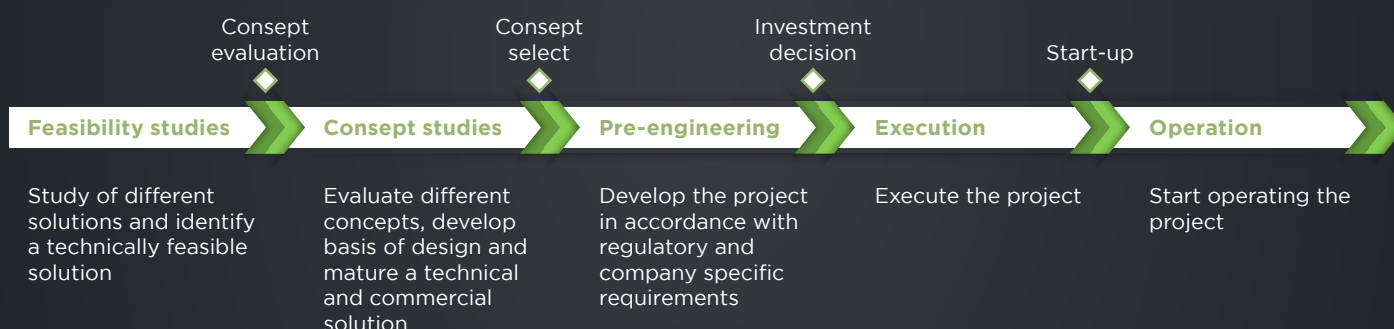 Consept
evaluation
Consept
select
Investment
decision
Start-up
Feasibility studies
Concept studies
Pre-engineering
Execution
Operation
Study of different
solutions and identify
a technically feasible
solution
Evaluate different
concepts, develop
basis of design and
mature a technical
and commercial
solution
Develop the project
in accordance with
regulatory and
company specific
requirements
Execute the project
Start operating the
project